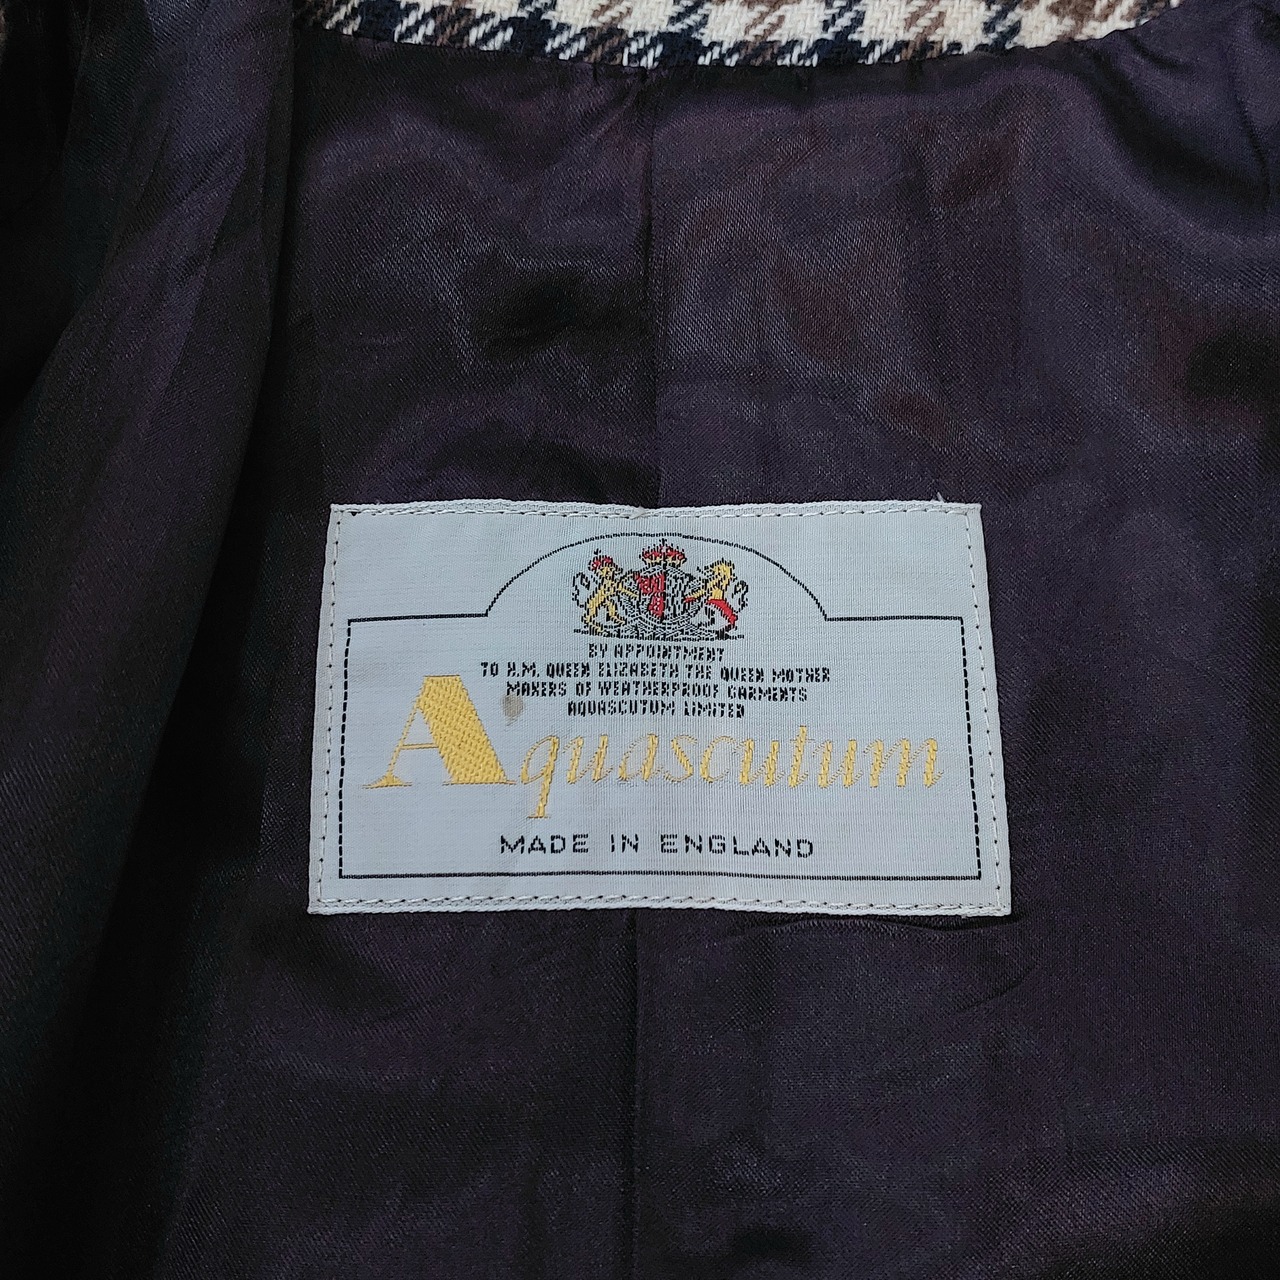 BY APPOINTMENT
TO H.M. QUEEN ELIZABETH THE QUEEN MOTHER
MAKERS OF WEATHERPROOF GARMENTS
AQUASCUTUM LIMITED
Aquascutum
MADE IN ENGLAND